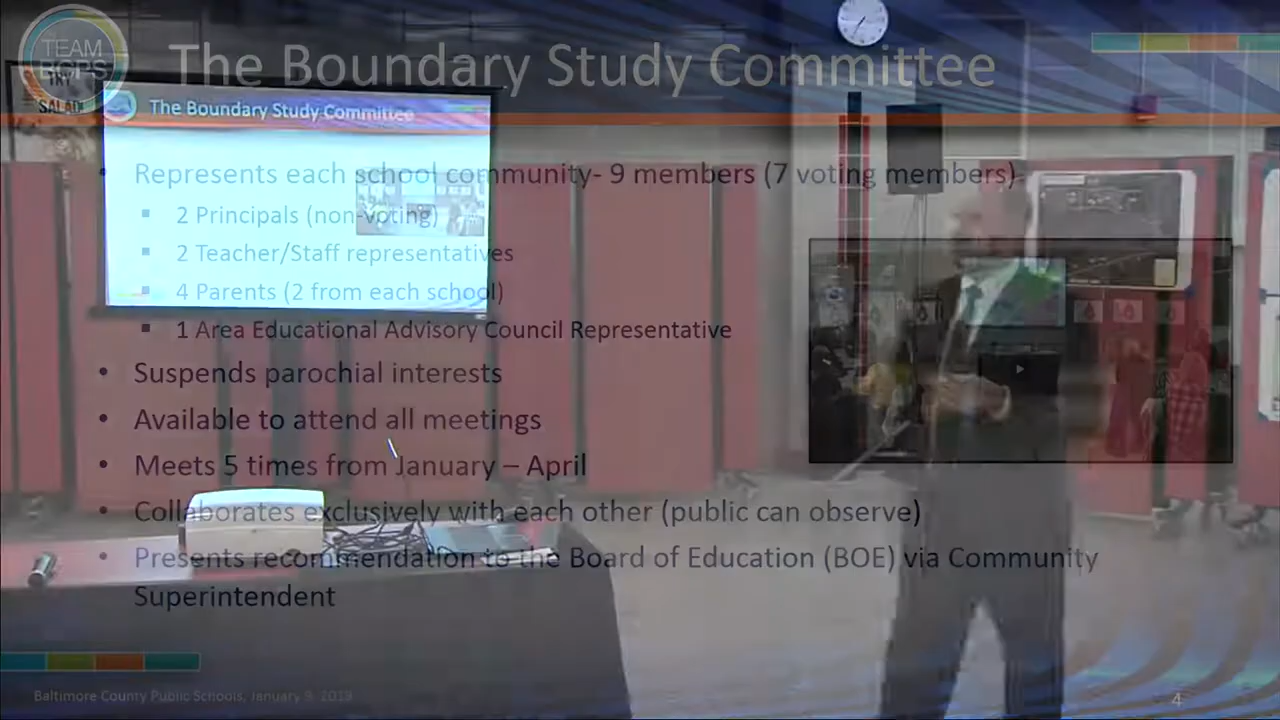 TEAM
BCPS
The Boundary Study Committee
SALAD
The Boundary Study Committee
• Represents each school community- 9 members (7 voting members)
▪ 2 Principals (non-voting)
▪ 2 Teacher/Staff representatives
▪ 4 Parents (2 from each school)
▪ 1 Area Educational Advisory Council Representative
• Suspends parochial interests
• Available to attend all meetings
• Meets 5 times from January – April
• Collaborates exclusively with each other (public can observe)
• Presents recommendation to the Board of Education (BOE) via Community
Superintendent
Baltimore County Public Schools, January 9, 2019
4